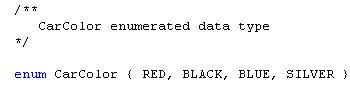 /**
CarColor enumerated data type
*/
enum CarColor { RED, BLACK, BLUE, SILVER }